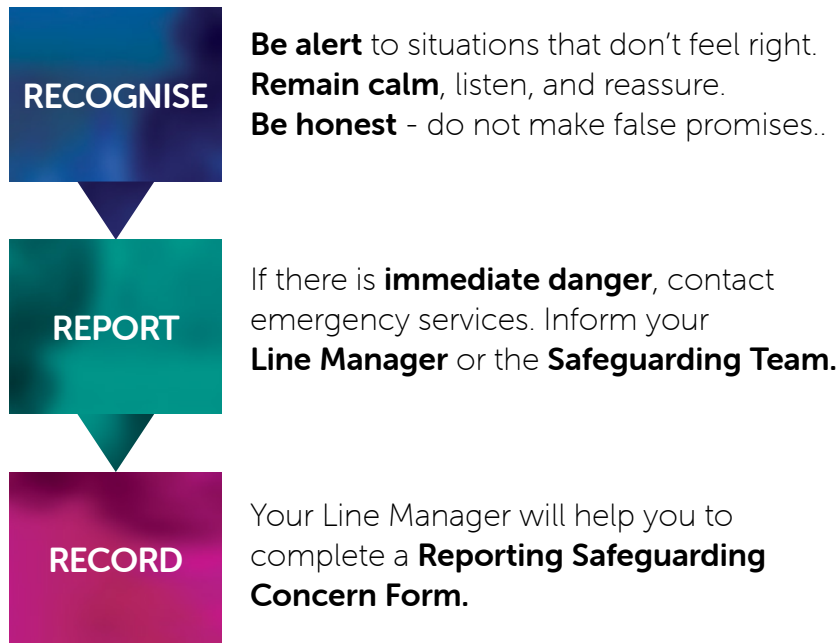 RECOGNISE
Be alert to situations that don't feel right.
Remain calm, listen, and reassure.
Be honest - do not make false promises..
REPORT
If there is immediate danger, contact
emergency services. Inform your
Line Manager or the Safeguarding Team.
RECORD
Your Line Manager will help you to
complete a Reporting Safeguarding
Concern Form.